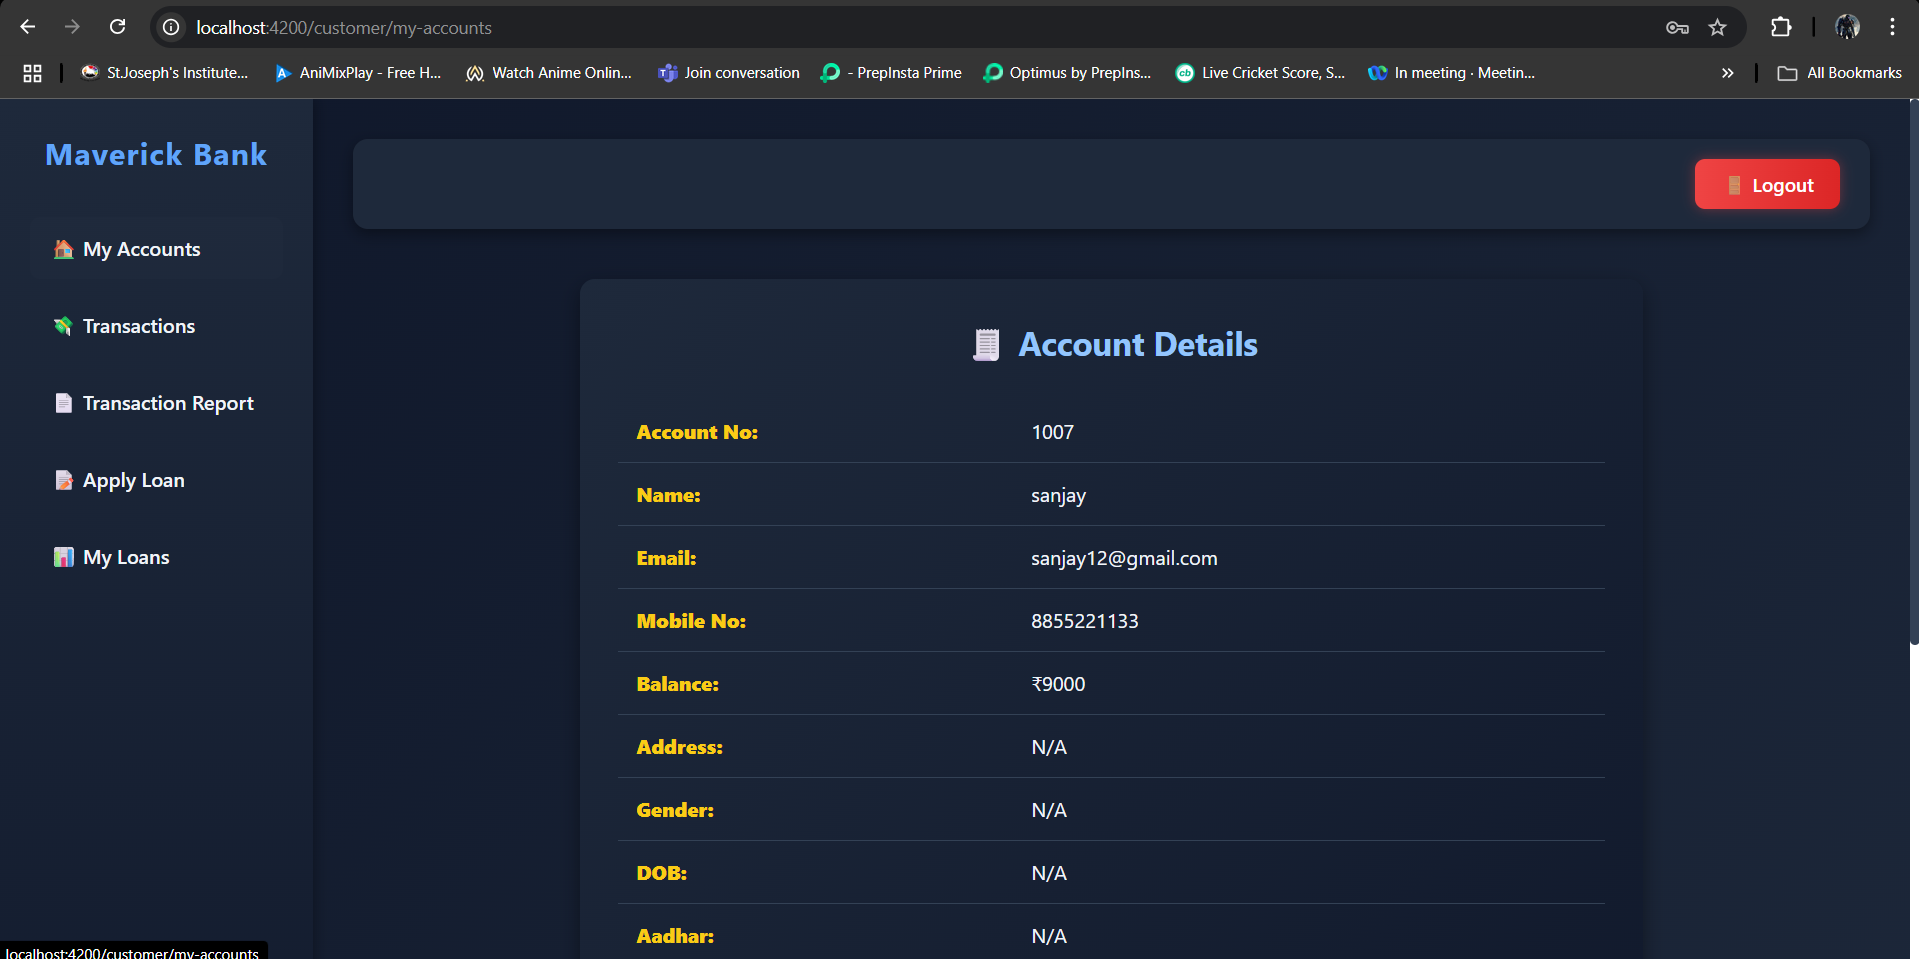 localhost:4200/customer/my-accounts
St.Joseph's Institute...
AniMixPlay - Free H...
Watch Anime Onlin...
Join conversation
- PrepInsta Prime
Optimus by PrepIns...
Live Cricket Score, S...
In meeting · Meetin...
All Bookmarks
Maverick Bank
Logout
My Accounts
Transactions
Transaction Report
Apply Loan
My Loans
Account Details
Account No: 1007
Name: sanjay
Email: sanjay12@gmail.com
Mobile No: 8855221133
Balance: ₹9000
Address: N/A
Gender: N/A
DOB: N/A
Aadhar: N/A
localhost:4200/customer/my-accounts